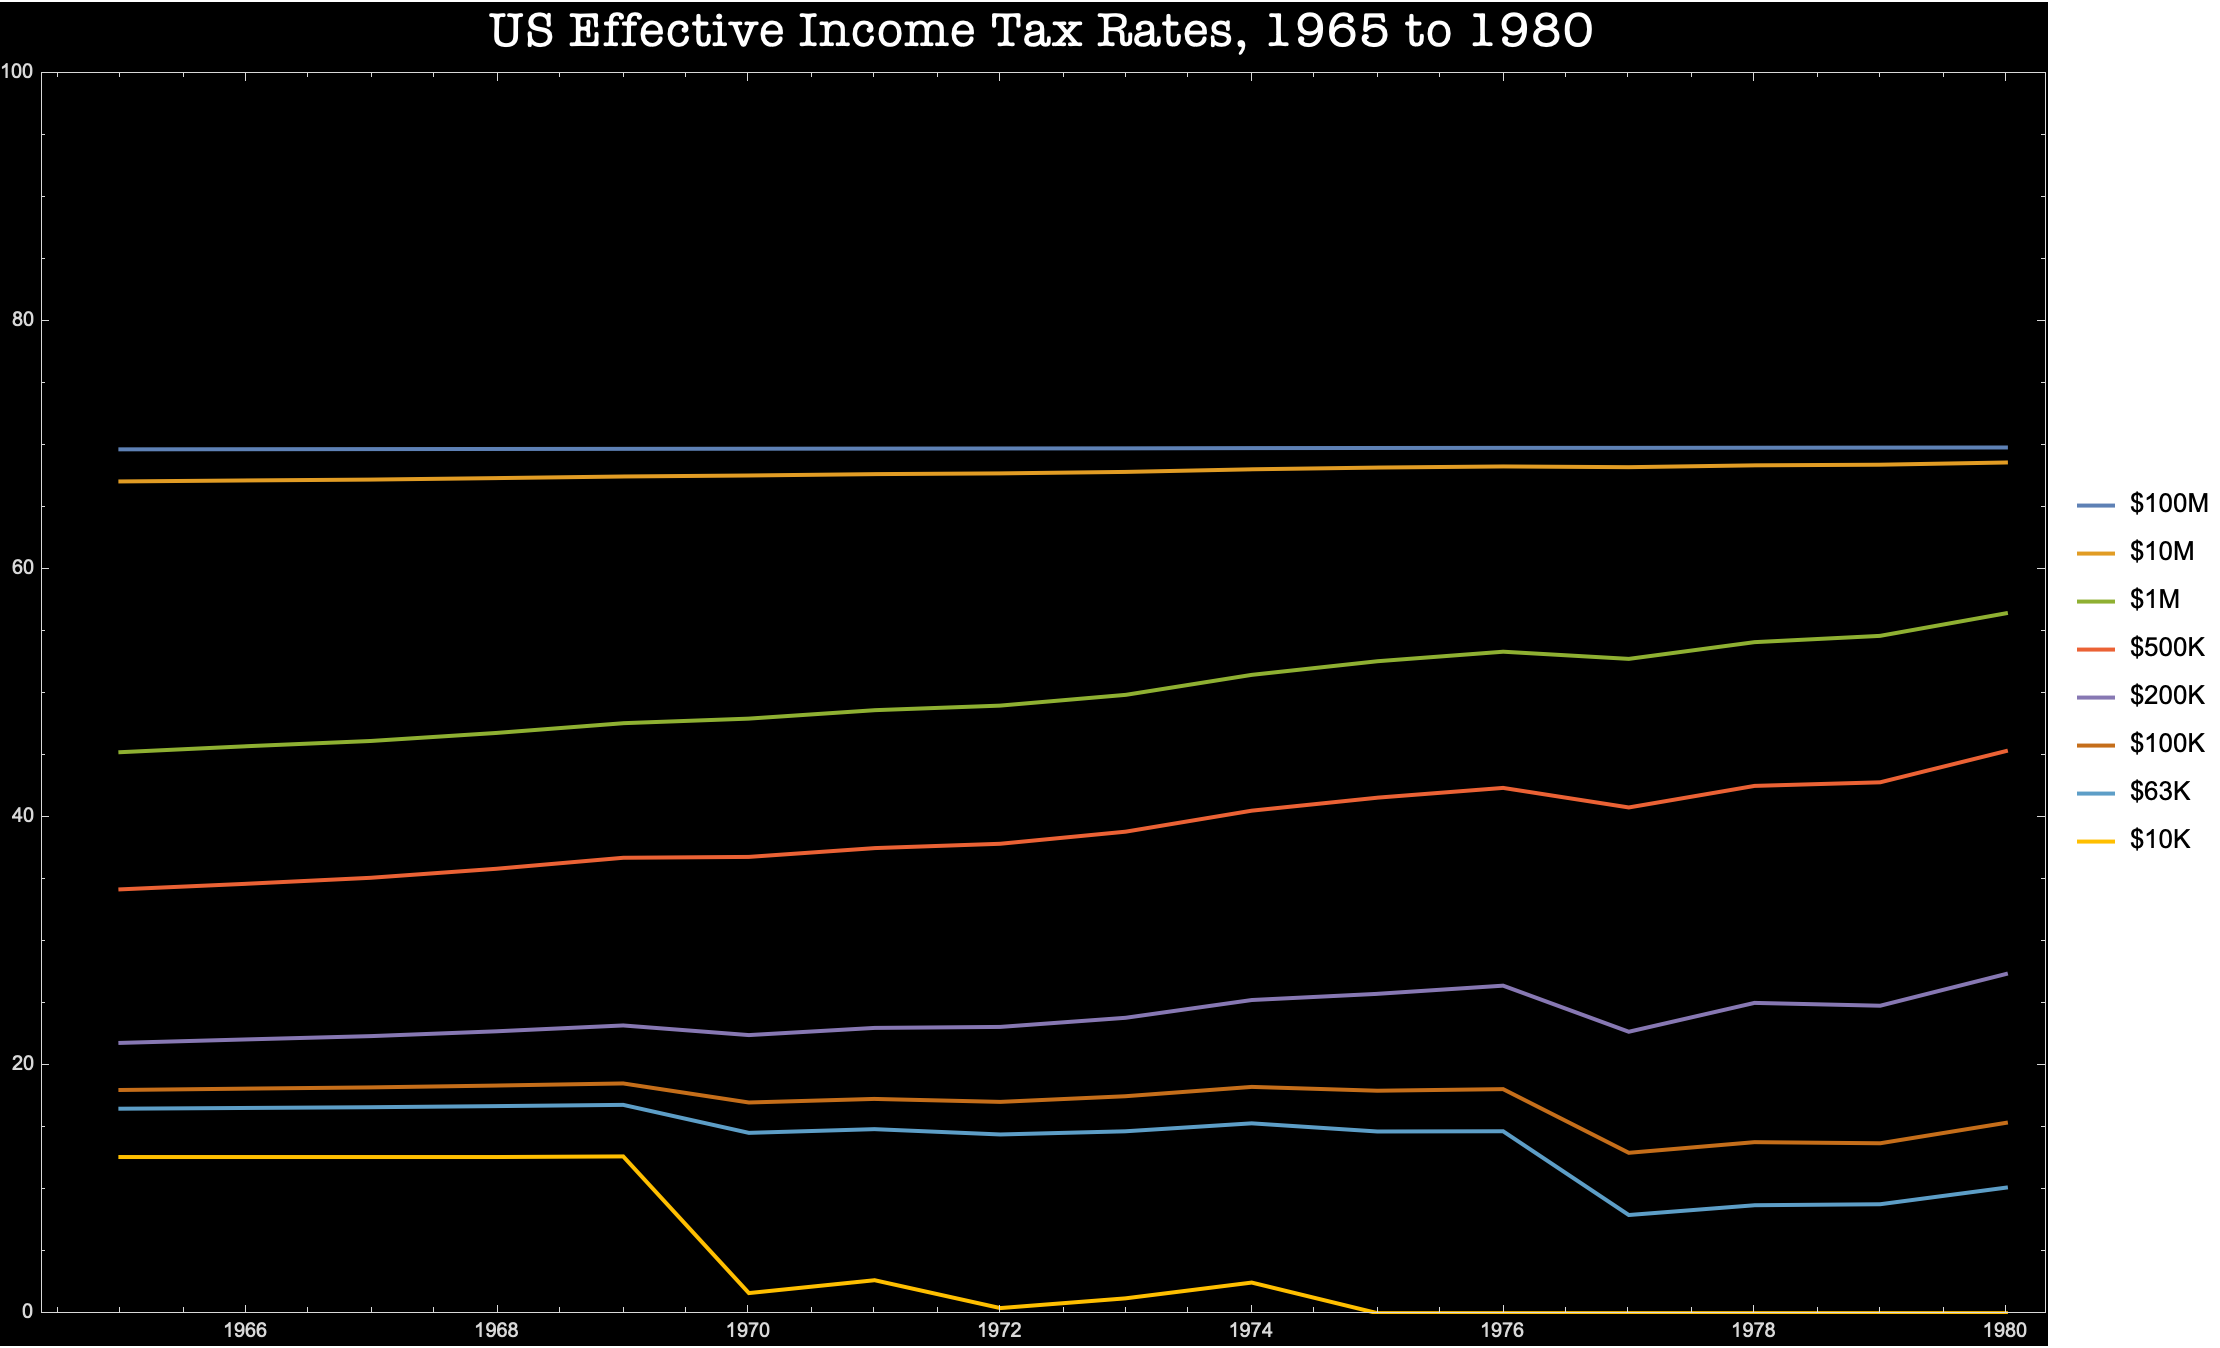 US Effective Income Tax Rates, 1965 to 1980
100
80
60
40
20
0
1966 1968 1970 1972 1974 1976 1978 1980
$100M
$10M
$1M
$500K
$200K
$100K
$63K
$10K